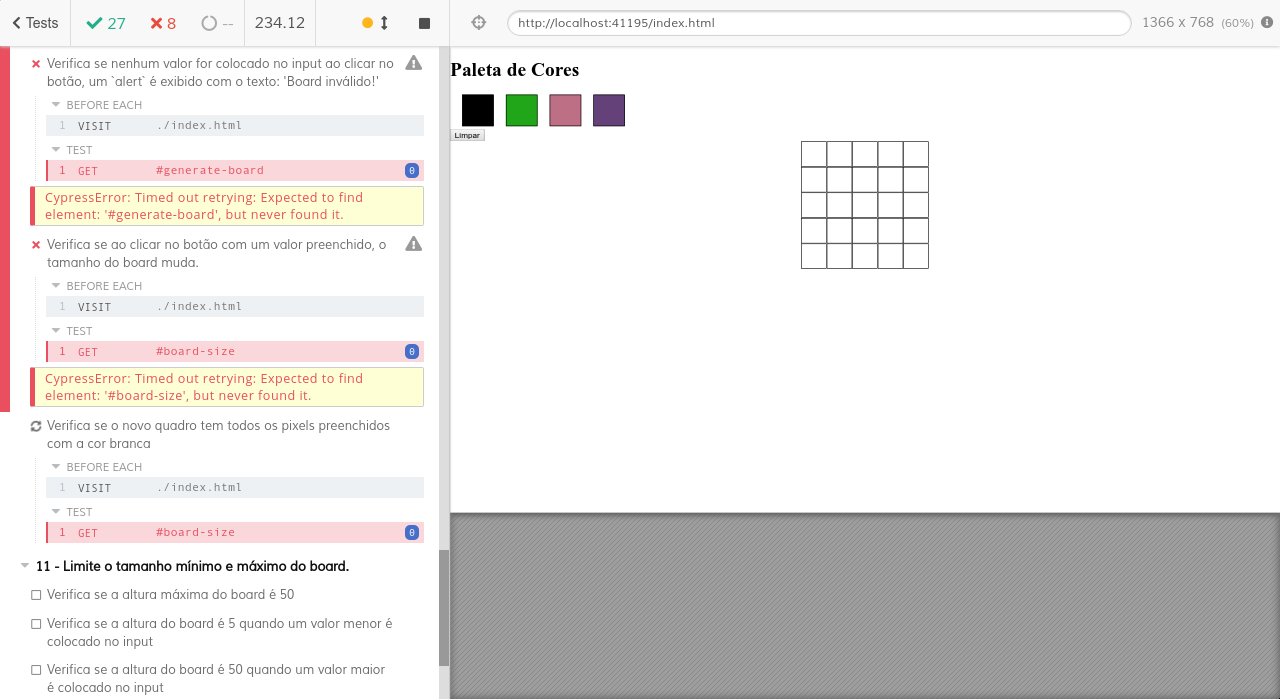 Tests
27
8
--
234.12
http://localhost:41195/index.html
1366 x 768 (60%)
Verifica se nenhum valor for colocado no input ao clicar no
botão, um `alert` é exibido com o texto: 'Board inválido!'
BEFORE EACH
1 VISIT ./index.html
TEST
1 GET #generate-board 0
CypressError: Timed out retrying: Expected to find
element: '#generate-board', but never found it.
Verifica se ao clicar no botão com um valor preenchido, o
tamanho do board muda.
BEFORE EACH
1 VISIT ./index.html
TEST
1 GET #board-size 0
CypressError: Timed out retrying: Expected to find
element: '#board-size', but never found it.
Verifica se o novo quadro tem todos os pixels preenchidos
com a cor branca
BEFORE EACH
1 VISIT ./index.html
TEST
1 GET #board-size 0
11 - Limite o tamanho mínimo e máximo do board.
Verifica se a altura máxima do board é 50
Verifica se a altura do board é 5 quando um valor menor é
colocado no input
Verifica se a altura do board é 50 quando um valor maior
é colocado no input
Paleta de Cores
Limpar